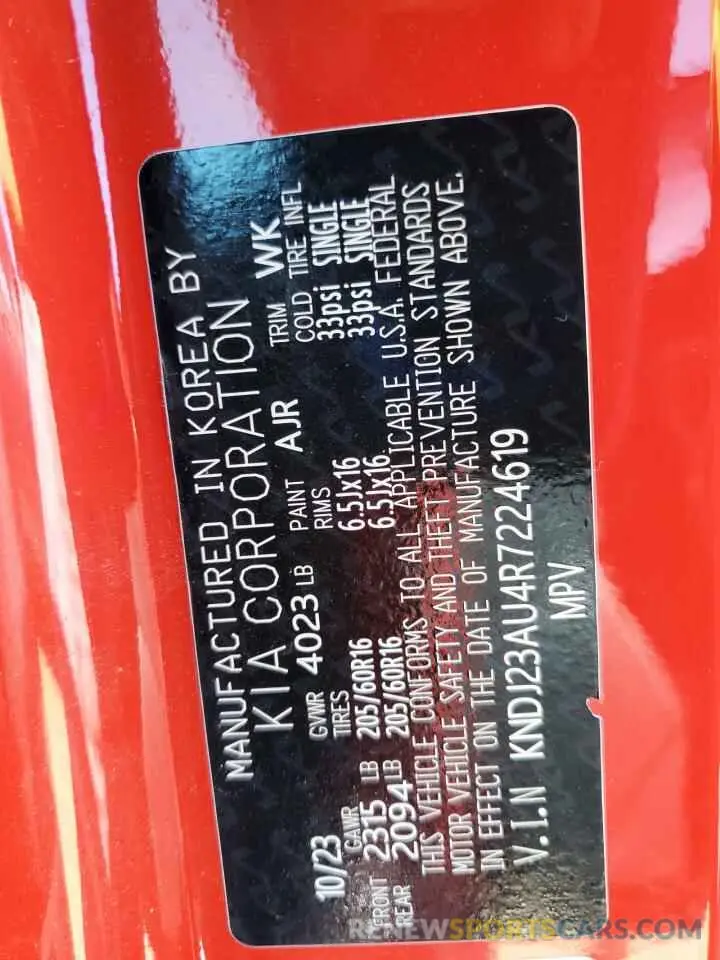 MANUFACTURED IN KOREA BY
KIA CORPORATION
10/23 GVWR 4023 LB PAINT AJR TRIM WK
GAWR TIRES RIMS COLD TIRE INFL
FRONT 2315 LB 205/60R16 6.5Jx16 33psi SINGLE
REAR 2094 LB 205/60R16 6.5Jx16 33psi SINGLE
THIS VEHICLE CONFORMS TO ALL APPLICABLE U.S.A. FEDERAL
MOTOR VEHICLE SAFETY AND THEFT PREVENTION STANDARDS
IN EFFECT ON THE DATE OF MANUFACTURE SHOWN ABOVE.
V.I.N KNDJ23AU4R7224619
MPV
RENEWSPORTSCARS.COM